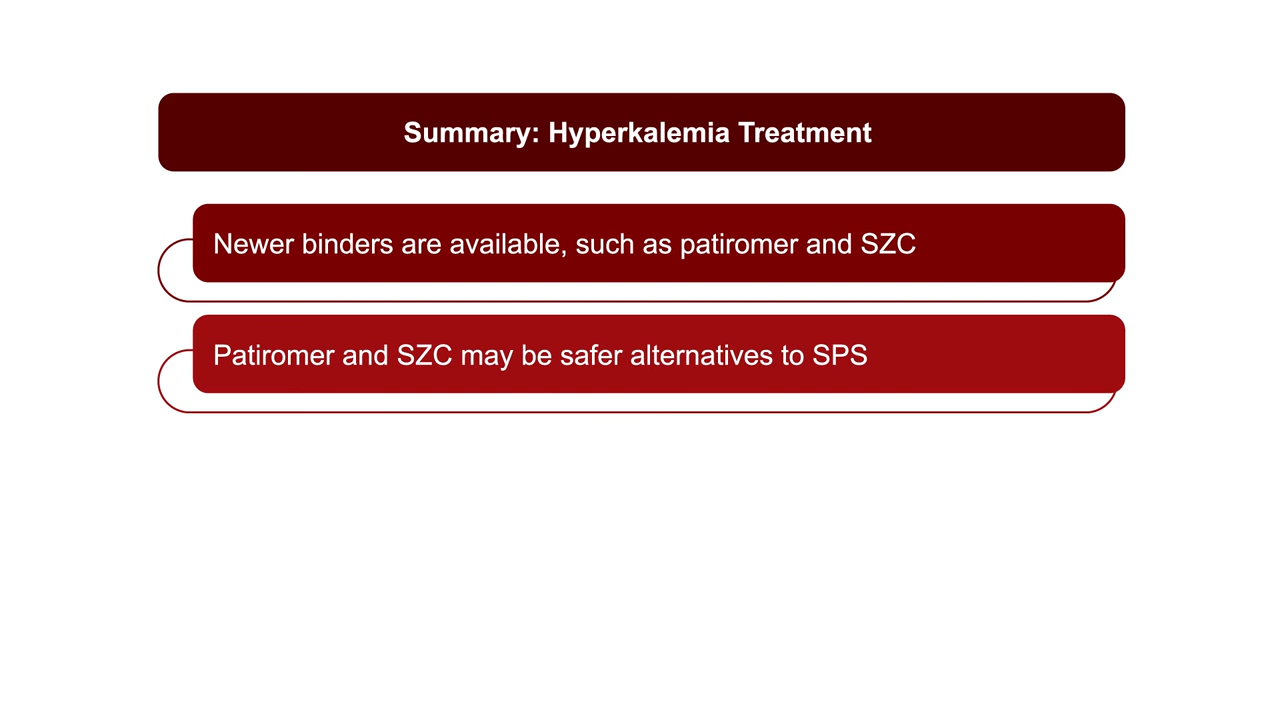 Summary: Hyperkalemia Treatment
Newer binders are available, such as patiromer and SZC
Patiromer and SZC may be safer alternatives to SPS